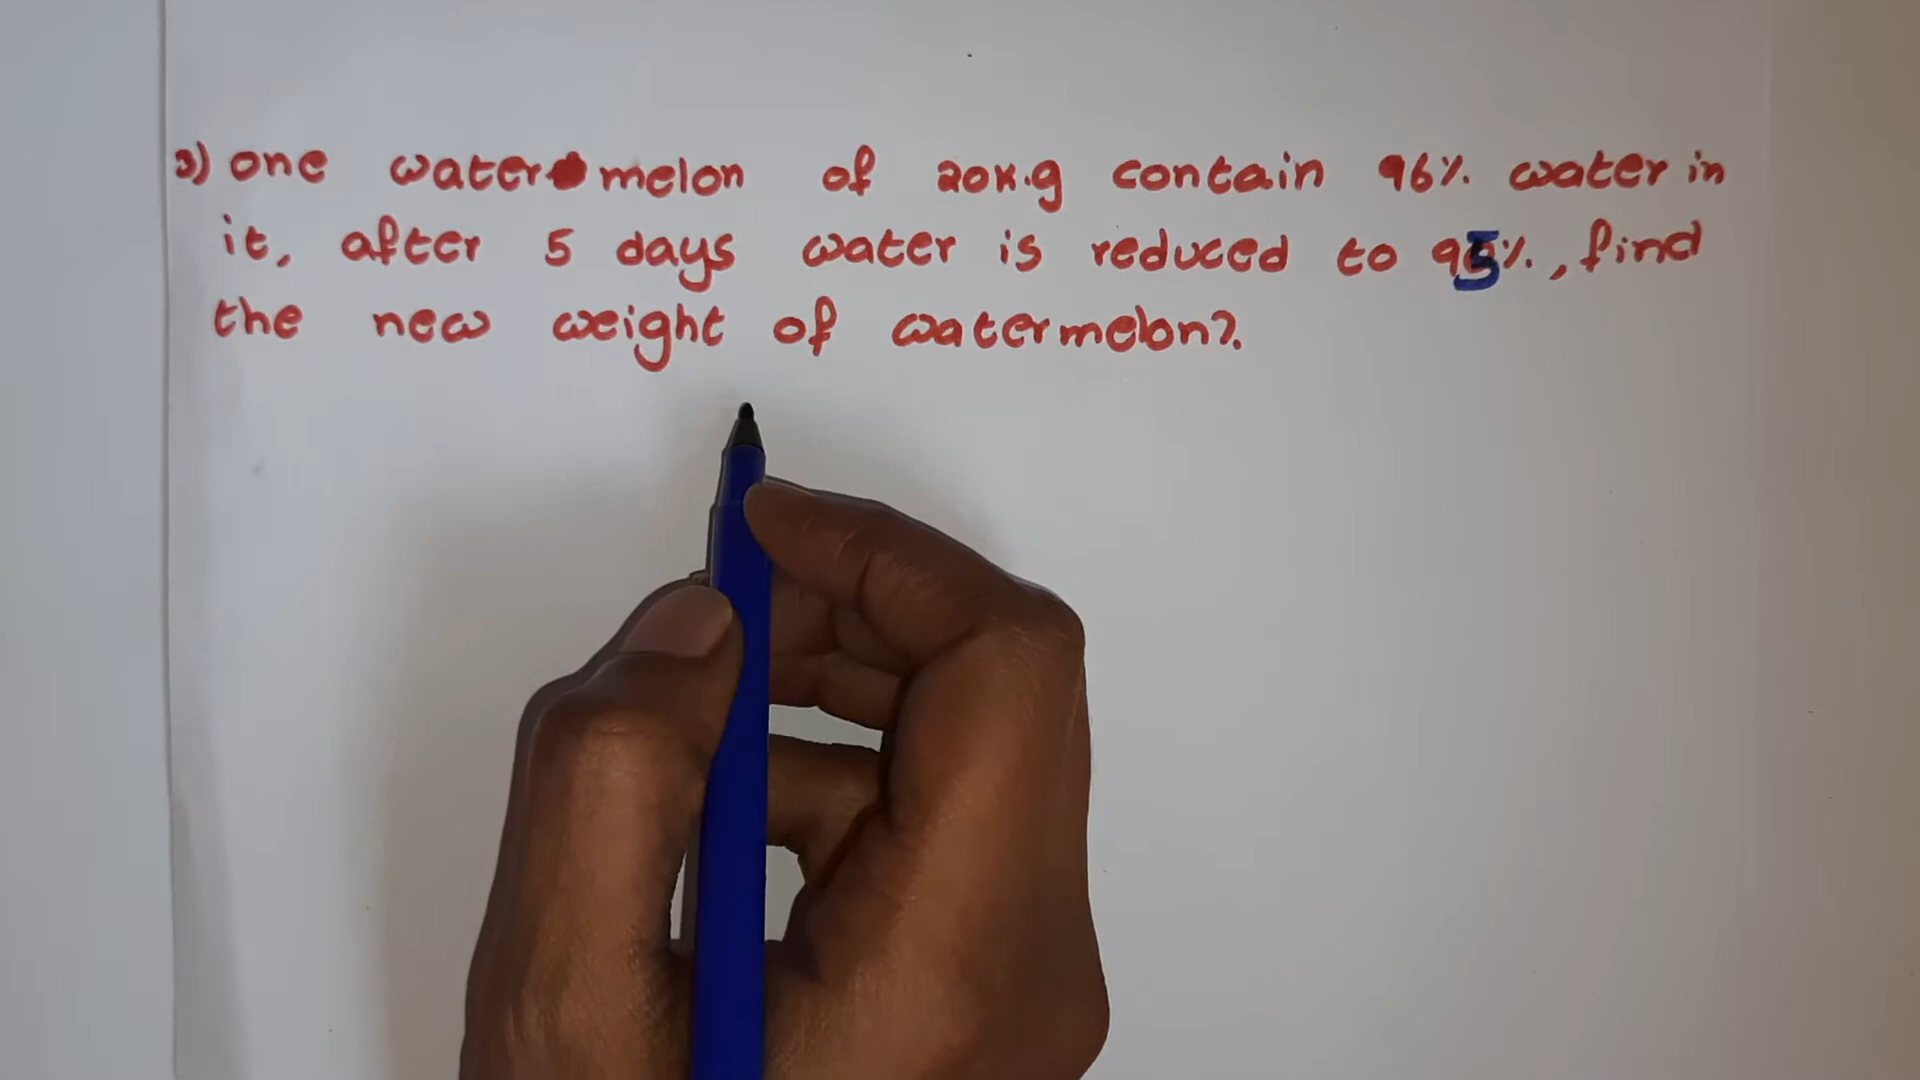 3) one water melon of 20K.g contain 96% water in
it, after 5 days water is reduced to 95%, find
the new weight of watermelon?.